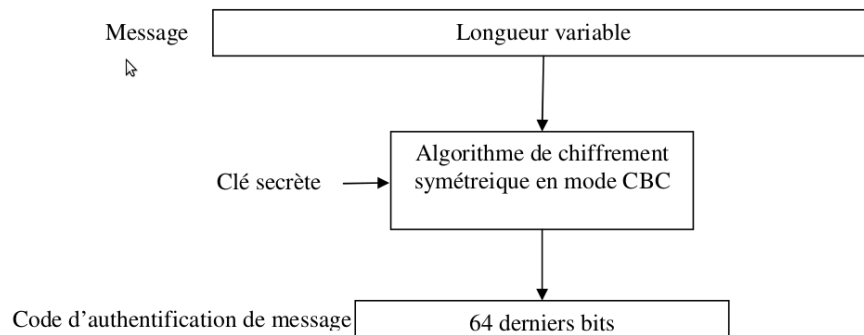 Message
Longueur variable
Algorithme de chiffrement
symétreique en mode CBC
Clé secrète
Code d'authentification de message
64 derniers bits